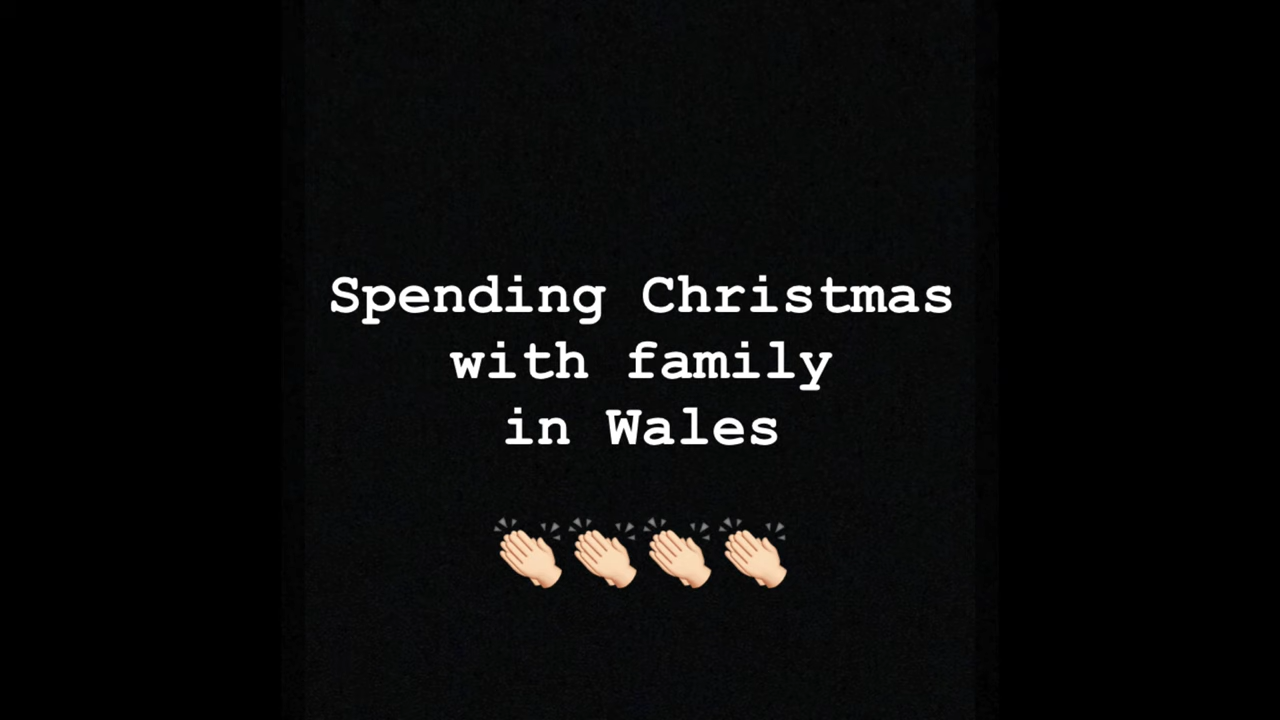 Spending Christmas
with family
in Wales
👏🏻👏🏻👏🏻👏🏻